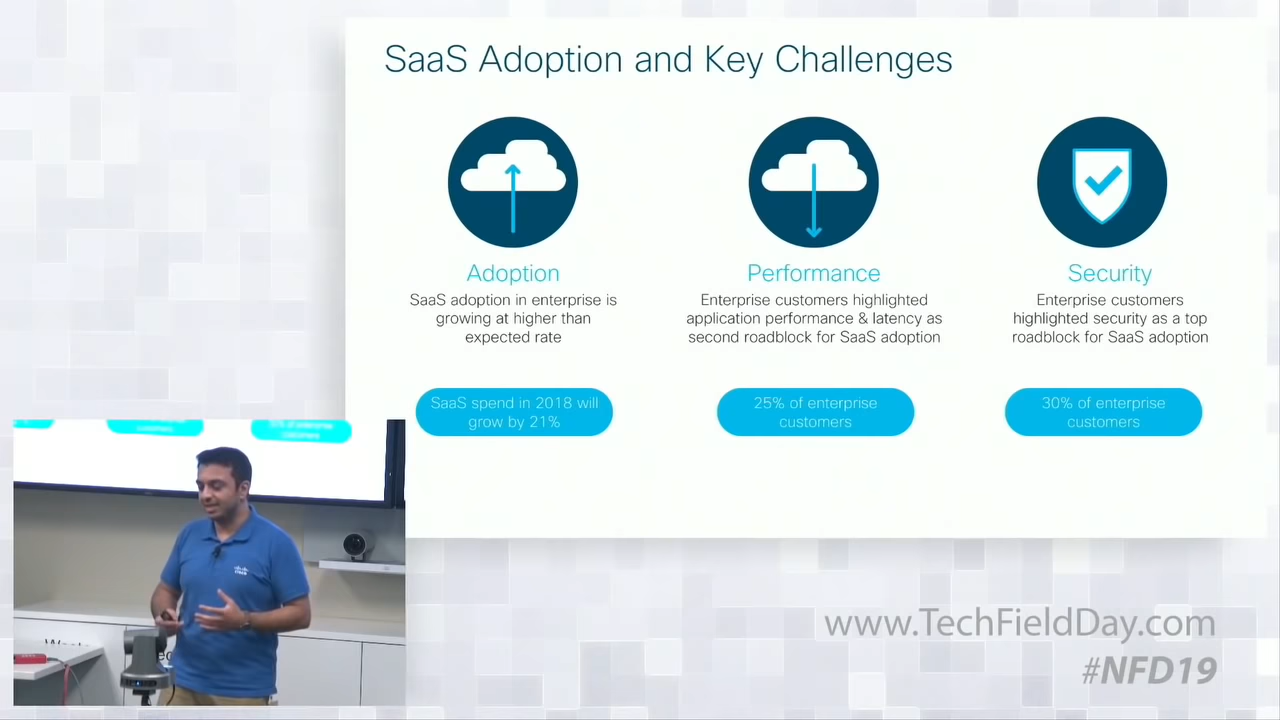 SaaS Adoption and Key Challenges
Adoption
SaaS adoption in enterprise is
growing at higher than
expected rate
SaaS spend in 2018 will
grow by 21%
Performance
Enterprise customers highlighted
application performance & latency as
second roadblock for SaaS adoption
25% of enterprise
customers
Security
Enterprise customers
highlighted security as a top
roadblock for SaaS adoption
30% of enterprise
customers
cisco
www.TechFieldDay.com
#NFD19